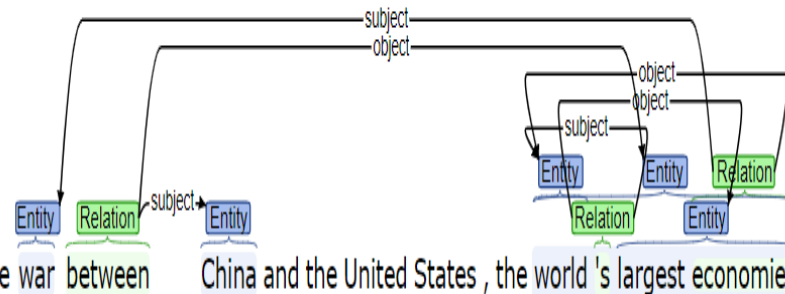 subject
object
object
object
subject
Entity Entity Relation
Entity Relation subject Entity Relation Entity
e war between China and the United States , the world 's largest economie